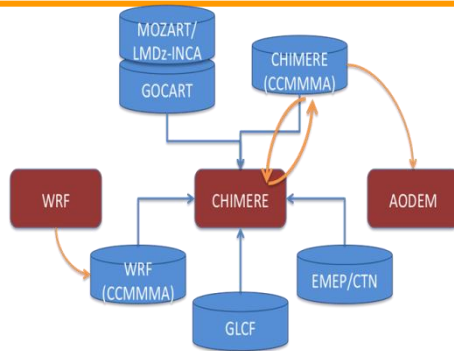 MOZART/
LMDz-INCA
GOCART
CHIMERE
(CCMMMA)
WRF
CHIMERE
AODEM
WRF
(CCMMMA)
EMEP/CTN
GLCF